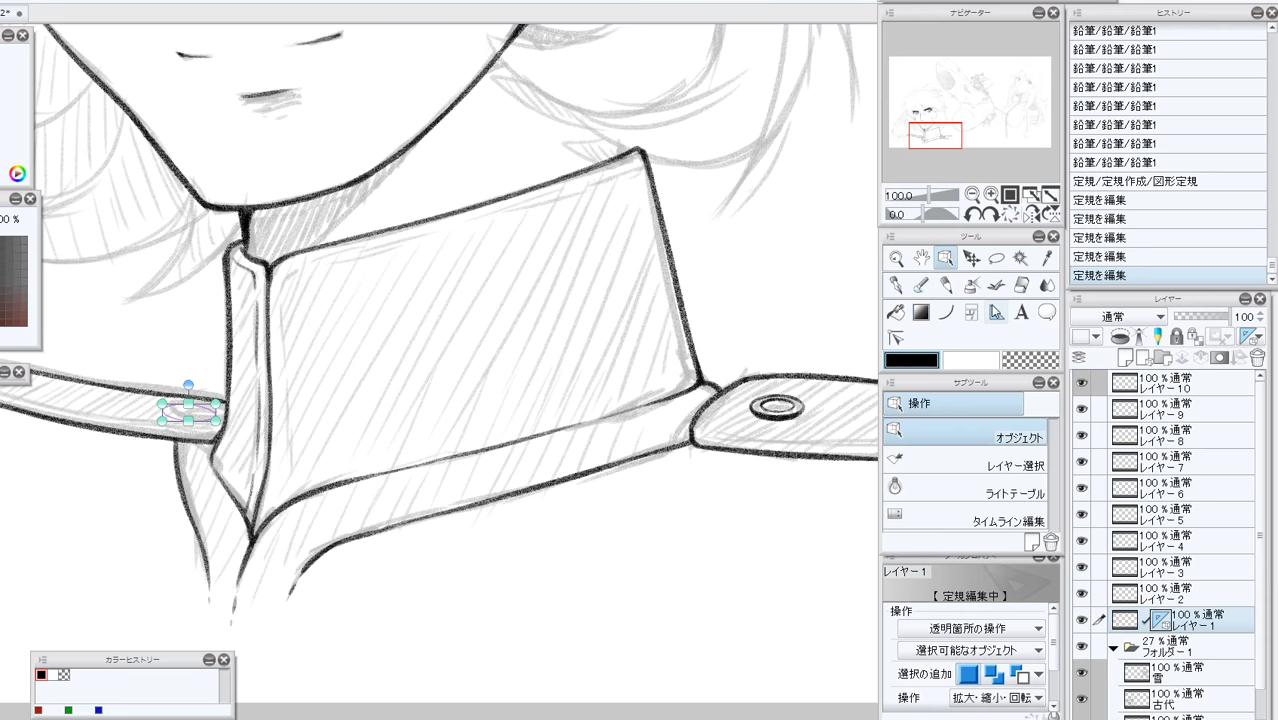 2*
%
ナビゲーター
100.0
0.0
ツール
サブツール
操作
オブジェクト
レイヤー選択
ライトテーブル
タイムライン編集
レイヤー1
【 定規編集中 】
操作
透明箇所の操作
選択可能なオブジェクト
選択の追加
操作
拡大・縮小・回転
ヒストリー
鉛筆/鉛筆/鉛筆1
鉛筆/鉛筆/鉛筆1
鉛筆/鉛筆/鉛筆1
鉛筆/鉛筆/鉛筆1
鉛筆/鉛筆/鉛筆1
鉛筆/鉛筆/鉛筆1
鉛筆/鉛筆/鉛筆1
鉛筆/鉛筆/鉛筆1
定規/定規作成/図形定規
定規を編集
定規を編集
定規を編集
定規を編集
定規を編集
レイヤー
通常
100
100 %通常
レイヤー10
100 %通常
レイヤー9
100 %通常
レイヤー8
100 %通常
レイヤー7
100 %通常
レイヤー6
100 %通常
レイヤー5
100 %通常
レイヤー4
100 %通常
レイヤー3
100 %通常
レイヤー2
100 %通常
レイヤー1
27 %通常
フォルダー1
100 %通常
雪
100 %通常
古代
カラーヒストリー